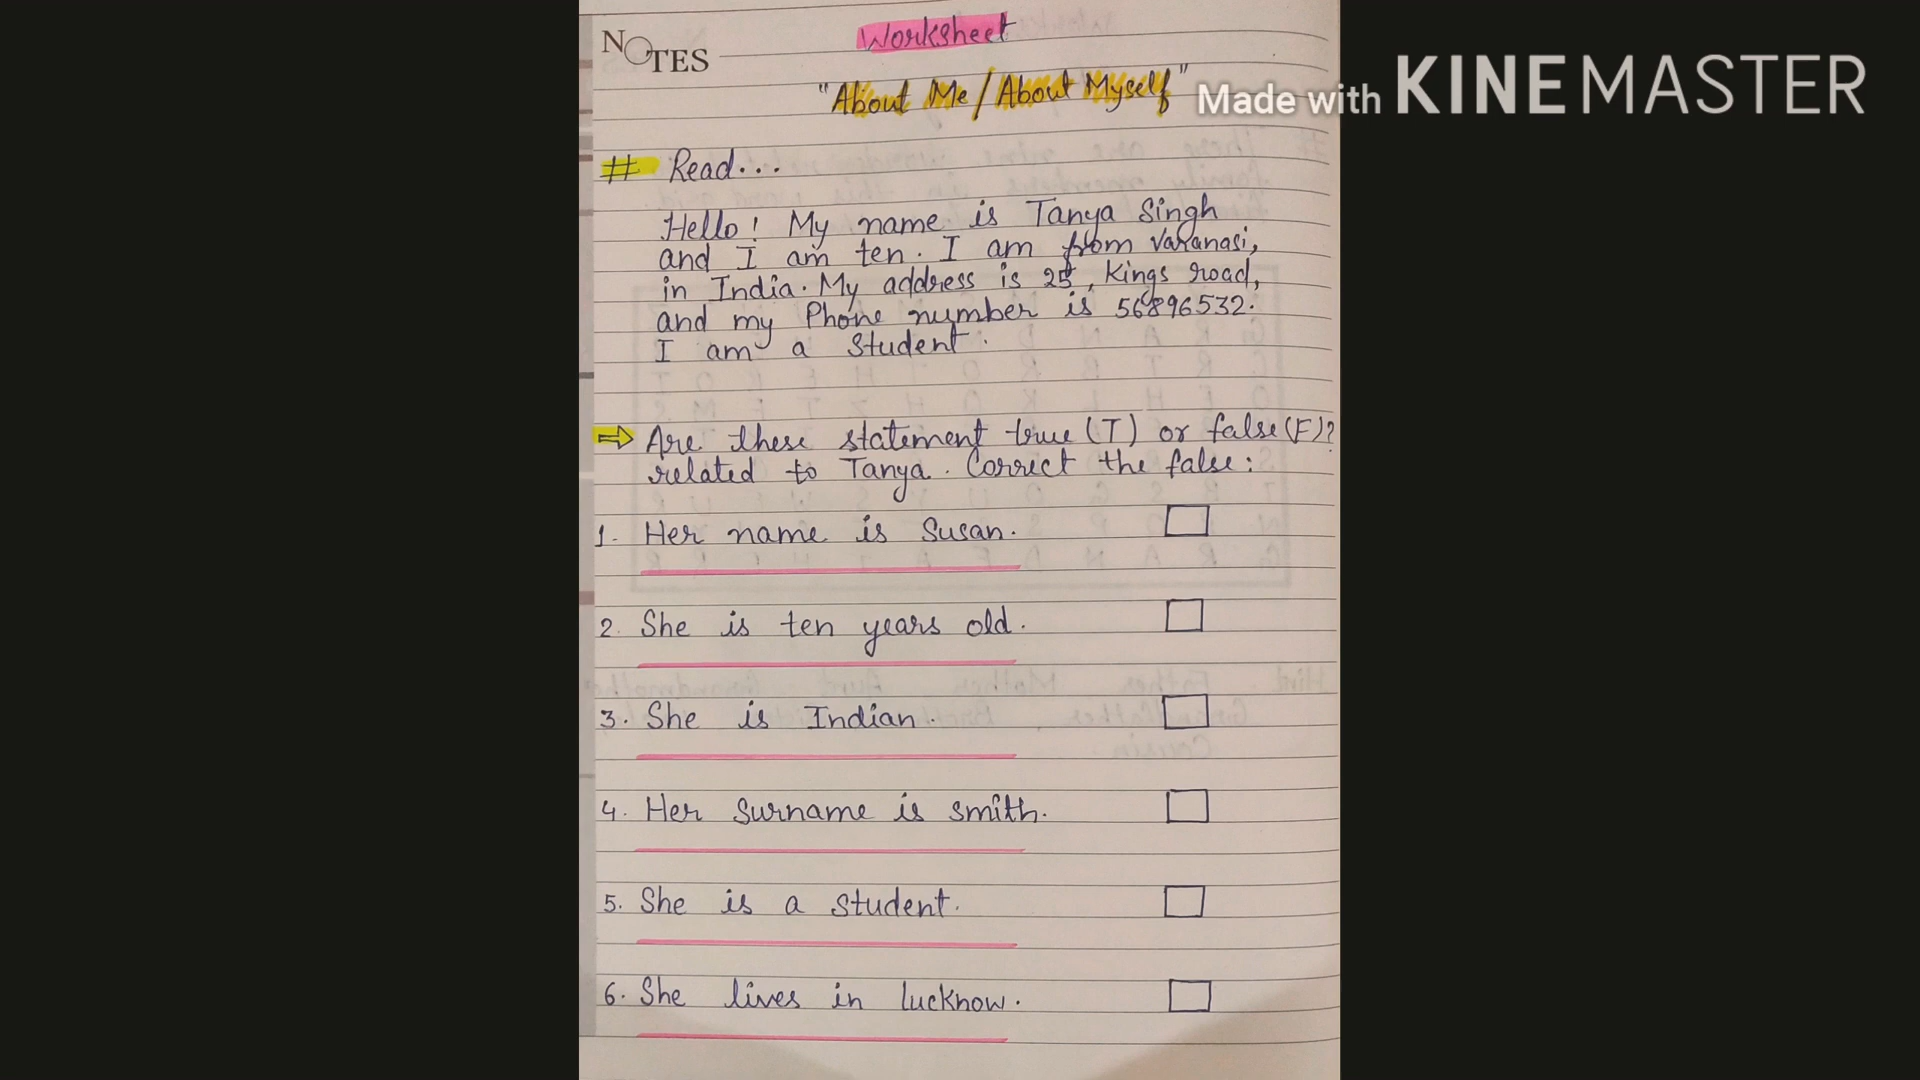 NOTES
Worksheet
"About Me/About Myself"
Made with KINEMASTER
# Read...
Hello! My name is Tanya Singh
and I am ten. I am from Varanasi,
in India. My address is 25, Kings road,
and my Phone number is 56896532.
I am a Student.
⇒ Are these statement true (T) or false (F)?
related to Tanya. Correct the false:
1. Her name is Susan.
2. She is ten years old.
3. She is Indian.
4. Her Surname is smith.
5. She is a student.
6. She lives in lucknow.